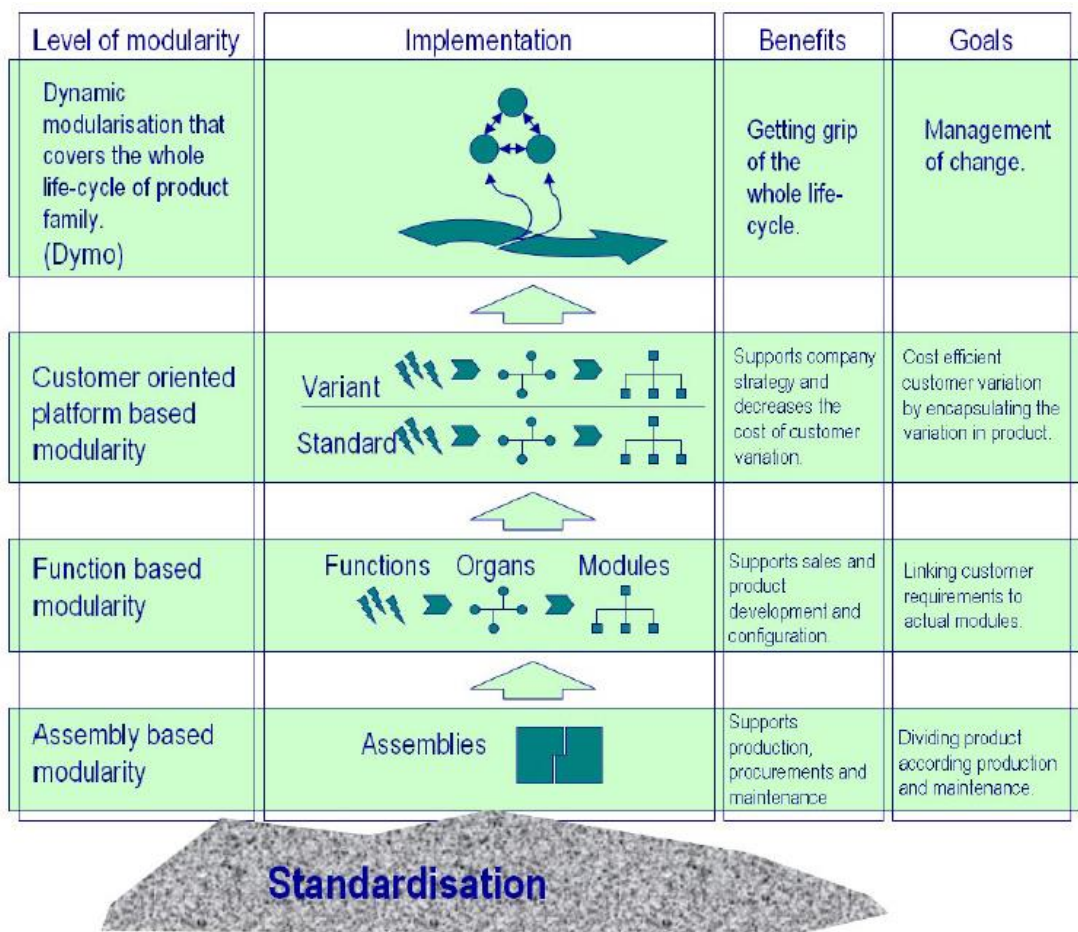 Level of modularity
Implementation
Benefits
Goals
Dynamic
modularisation that
covers the whole
life-cycle of product
family.
(Dymo)
Getting grip
of the
whole life-
cycle.
Management
of change.
Customer oriented
platform based
modularity
Variant
Standard
Supports company
strategy and
decreases the
cost of customer
variation.
Cost efficient
customer variation
by encapsulating the
variation in product.
Function based
modularity
Functions Organs Modules
Supports sales and
product
development and
configuration.
Linking customer
requirements to
actual modules.
Assembly based
modularity
Assemblies
Supports
production,
procurements and
maintenance
Dividing product
according production
and maintenance.
Standardisation